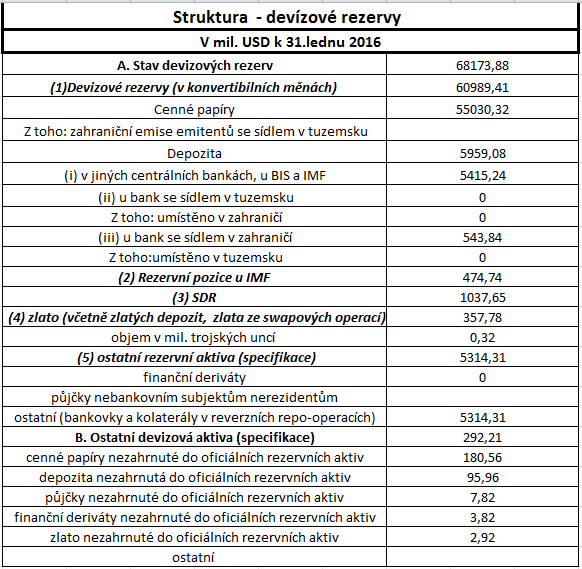 Struktura - devízové rezervy
V mil. USD k 31.lednu 2016
A. Stav devizových rezerv 68173,88
(1)Devizové rezervy (v konvertibilních měnách) 60989,41
Cenné papíry 55030,32
Z toho: zahraniční emise emitentů se sídlem v tuzemsku
Depozita 5959,08
(i) v jiných centrálních bankách, u BIS a IMF 5415,24
(ii) u bank se sídlem v tuzemsku 0
Z toho: umístěno v zahraničí 0
(iii) u bank se sídlem v zahraničí 543,84
Z toho:umístěno v tuzemsku 0
(2) Rezervní pozice u IMF 474,74
(3) SDR 1037,65
(4) zlato (včetně zlatých depozit, zlata ze swapových operací) 357,78
objem v mil. trojských uncí 0,32
(5) ostatní rezervní aktiva (specifikace) 5314,31
finanční deriváty 0
půjčky nebankovním subjektům nerezidentům
ostatní (bankovky a kolaterály v reverzních repo-operacích) 5314,31
B. Ostatní devizová aktiva (specifikace) 292,21
cenné papíry nezahrnuté do oficiálních rezervních aktiv 180,56
depozita nezahrnutá do oficiálních rezervních aktiv 95,96
půjčky nezahrnuté do oficiálních rezervních aktiv 7,82
finanční deriváty nezahrnuté do oficiálních rezervních aktiv 3,82
zlato nezahrnuté do oficiálních rezervních aktiv 2,92
ostatní